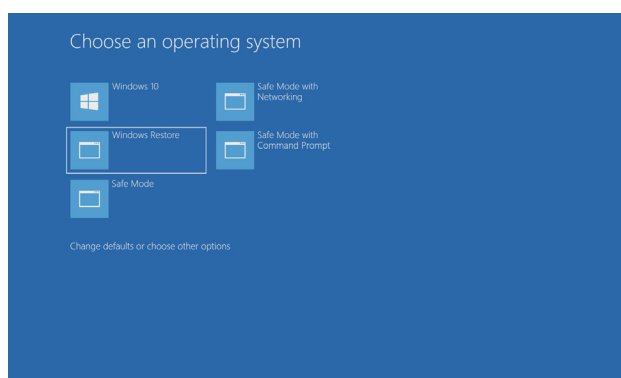 Choose an operating system
Windows 10
Windows Restore
Safe Mode
Safe Mode with
Networking
Safe Mode with
Command Prompt
Change defaults or choose other options